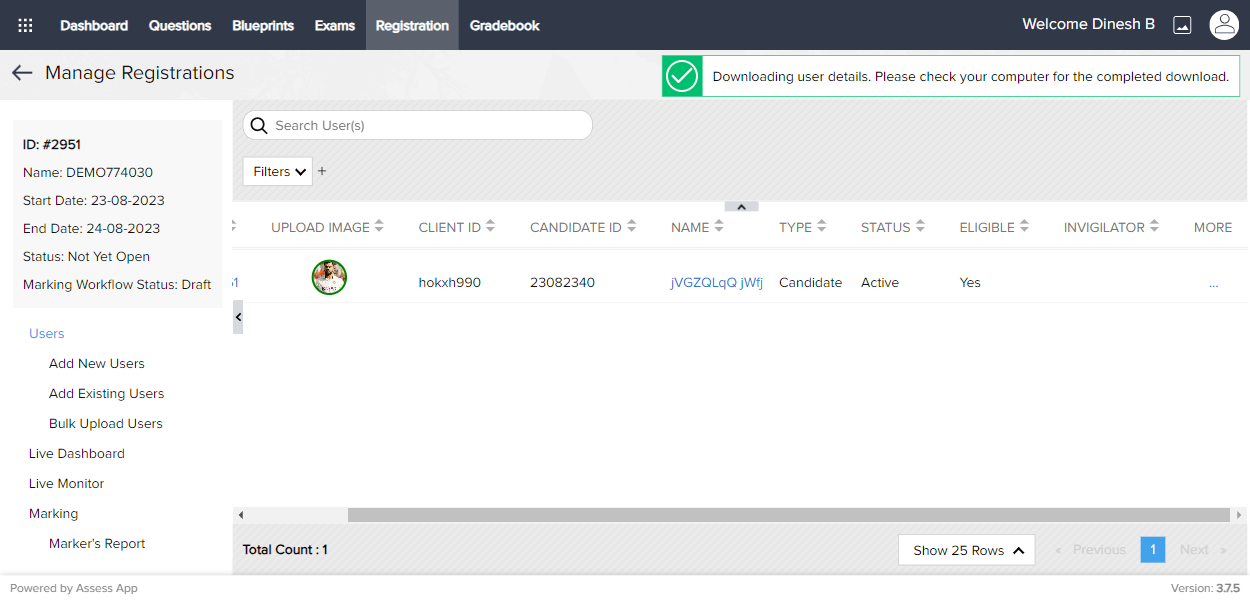 Dashboard Questions Blueprints Exams Registration Gradebook Welcome Dinesh B
Manage Registrations
Downloading user details. Please check your computer for the completed download.
ID: #2951
Name: DEMO774030
Start Date: 23-08-2023
End Date: 24-08-2023
Status: Not Yet Open
Marking Workflow Status: Draft
Users
Add New Users
Add Existing Users
Bulk Upload Users
Live Dashboard
Live Monitor
Marking
Marker's Report
Search User(s)
Filters +
UPLOAD IMAGE CLIENT ID CANDIDATE ID NAME TYPE STATUS ELIGIBLE INVIGILATOR MORE
hokxh990 23082340 jVGZQLqQ jWfj Candidate Active Yes ...
Total Count : 1 Show 25 Rows « Previous 1 Next »
Powered by Assess App Version: 3.7.5